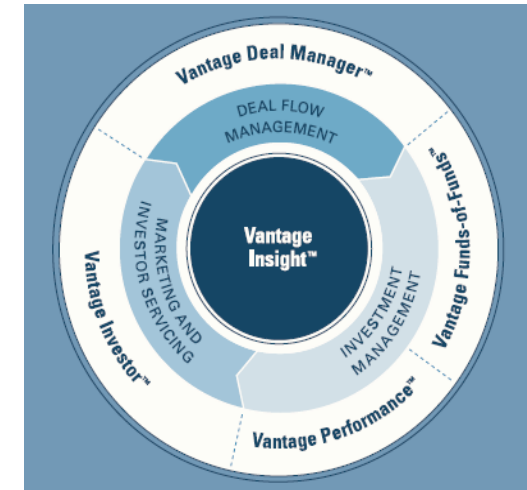 Vantage Deal Manager™
DEAL FLOW
MANAGEMENT
Vantage Funds-of-Funds™
INVESTMENT
MANAGEMENT
Vantage Performance™
MARKETING AND
INVESTOR SERVICING
Vantage Investor™
Vantage
Insight™